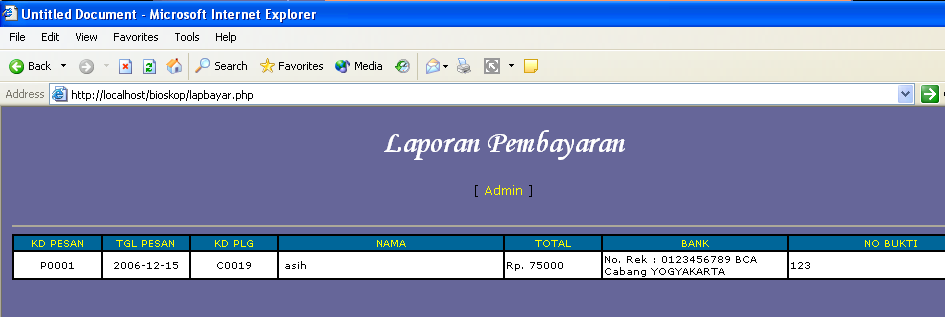 Untitled Document - Microsoft Internet Explorer
File Edit View Favorites Tools Help
Back Search Favorites Media
Address http://localhost/bioskop/lapbayar.php
Laporan Pembayaran
[ Admin ]
KD PESAN TGL PESAN KD PLG NAMA TOTAL BANK NO BUKTI
P0001 2006-12-15 C0019 asih Rp. 75000 No. Rek : 0123456789 BCA 123
Cabang YOGYAKARTA